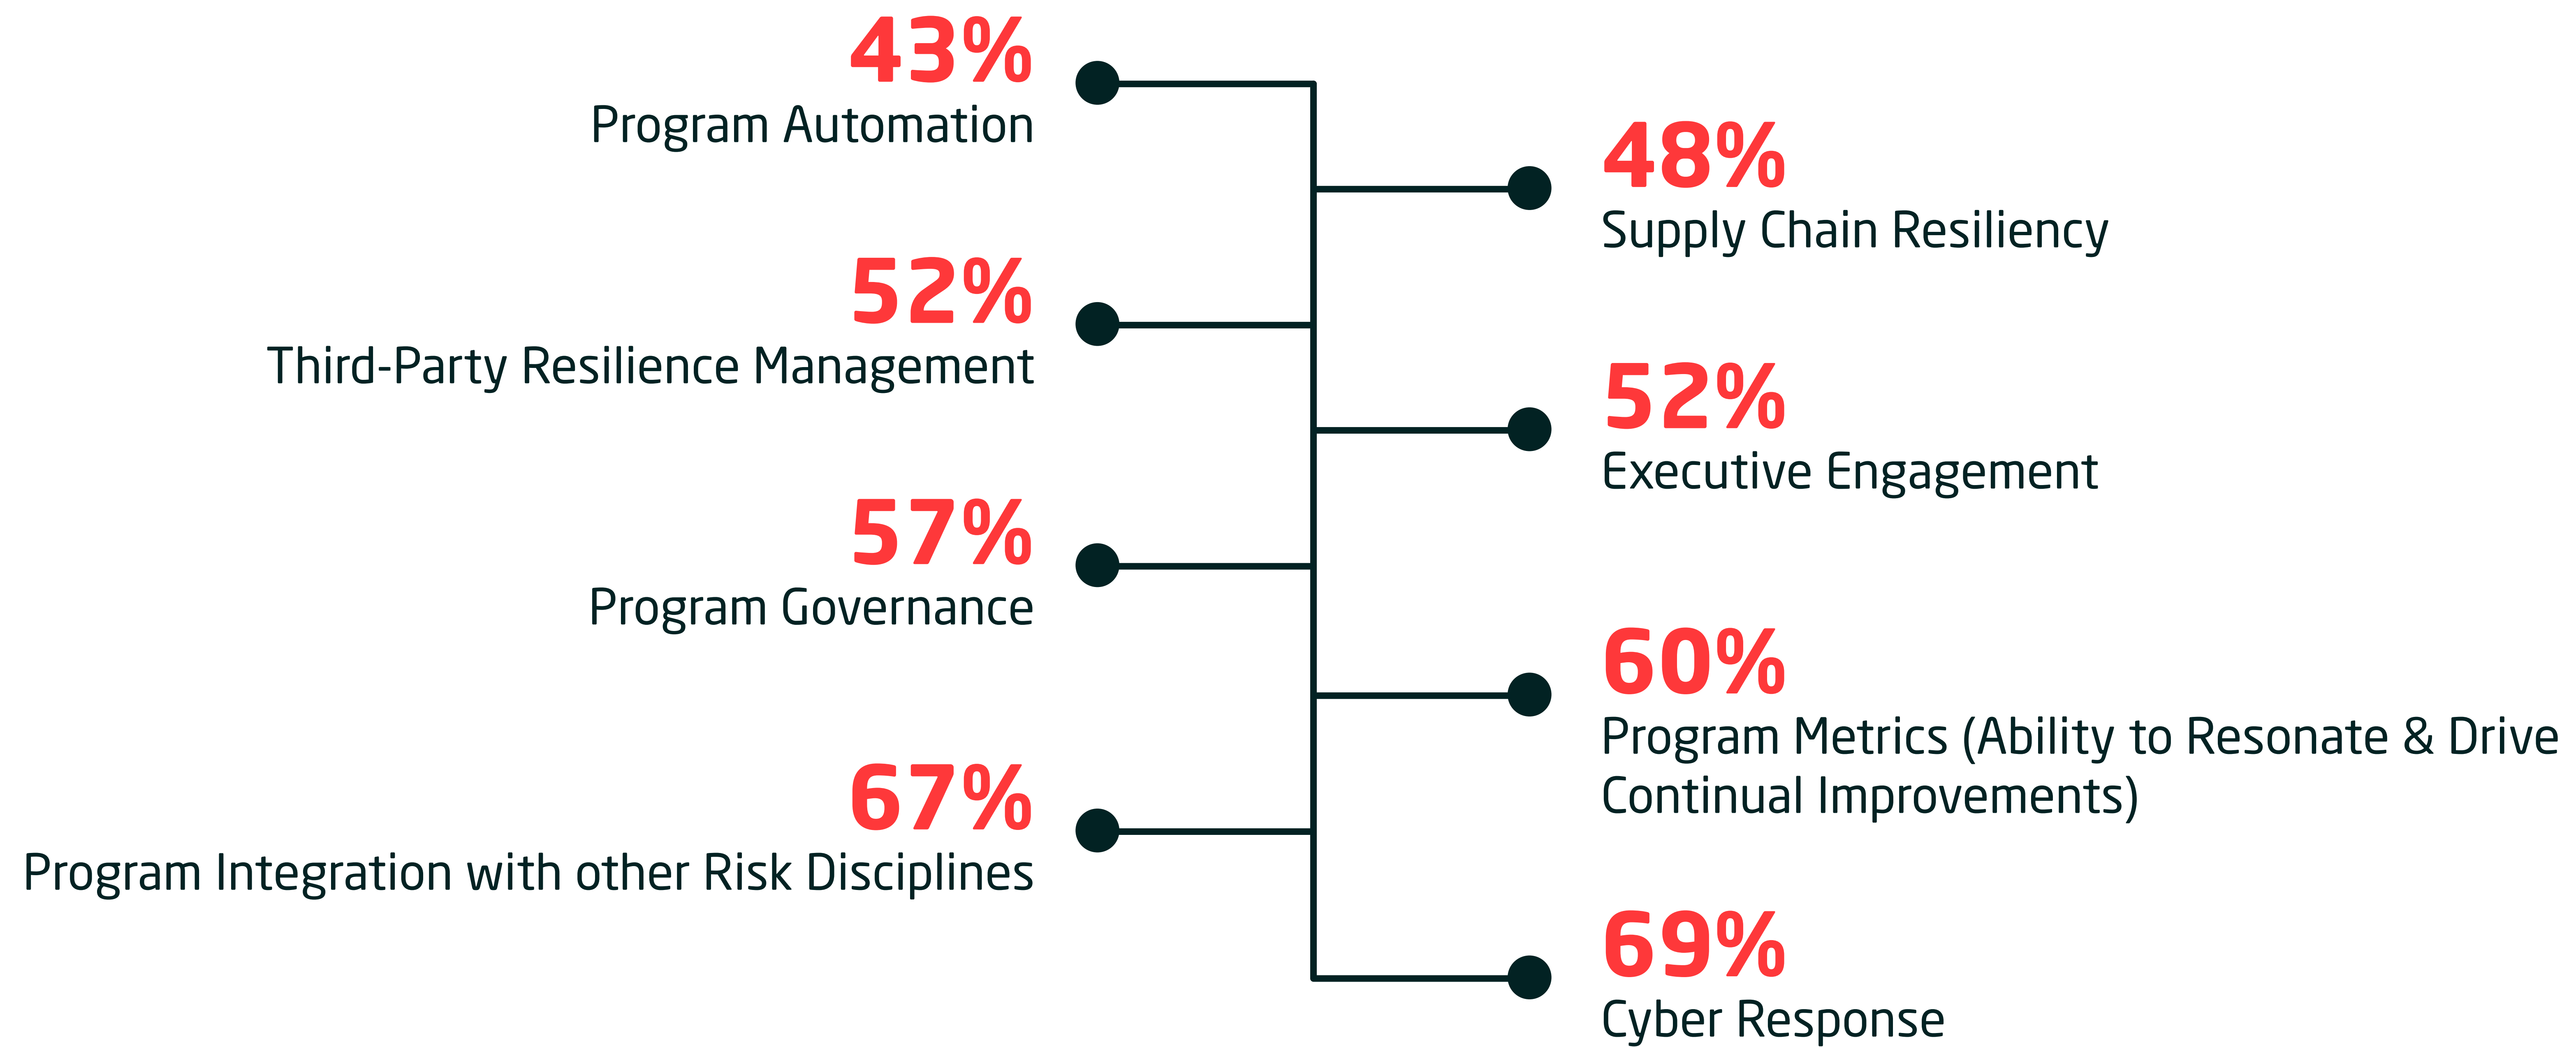 43%
Program Automation
48%
Supply Chain Resiliency
52%
Third-Party Resilience Management
52%
Executive Engagement
57%
Program Governance
60%
Program Metrics (Ability to Resonate & Drive
Continual Improvements)
67%
Program Integration with other Risk Disciplines
69%
Cyber Response